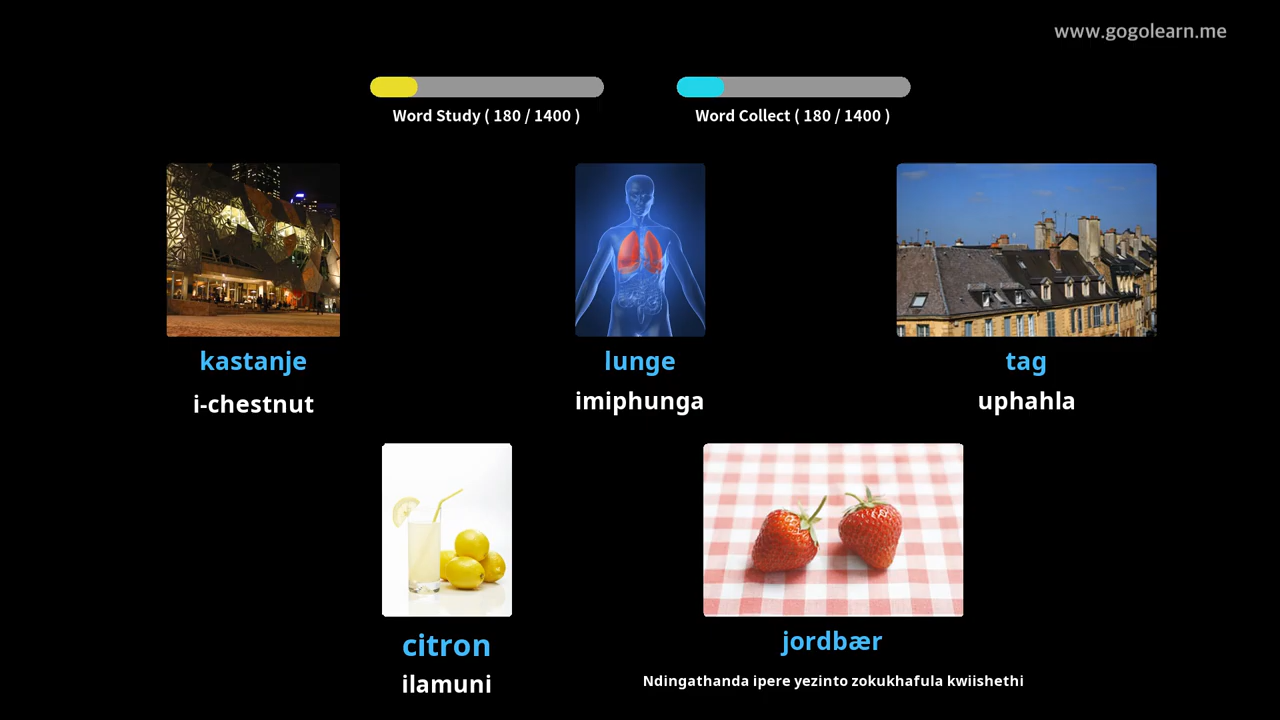 www.gogolearn.me
Word Study ( 180 / 1400 )
Word Collect ( 180 / 1400 )
kastanje
i-chestnut
lunge
imiphunga
tag
uphahla
citron
ilamuni
jordbær
Ndingathanda ipere yezinto zokukhafula kwiishethi